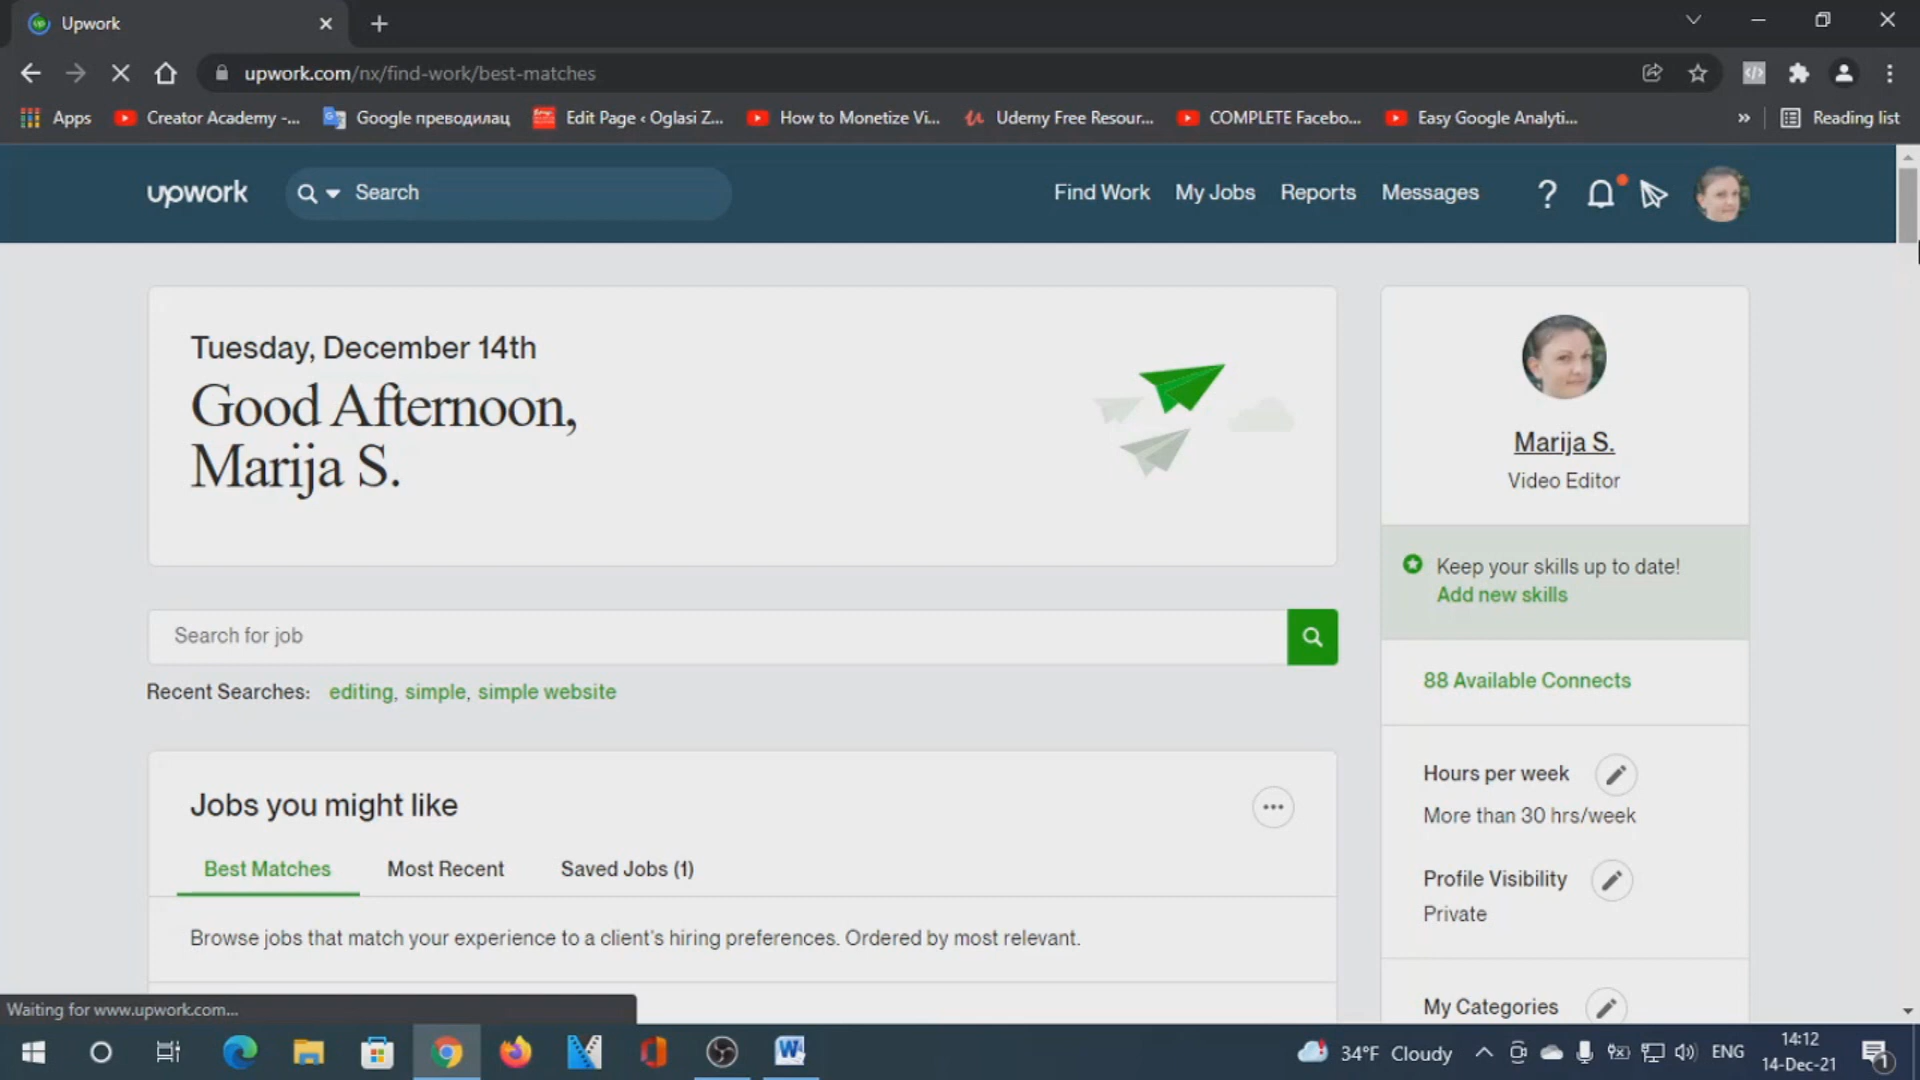 Upwork
upwork.com/nx/find-work/best-matches
Apps
Creator Academy -...
Google преводилац
Edit Page ‹ Oglasi Z...
How to Monetize Vi...
Udemy Free Resour...
COMPLETE Facebo...
Easy Google Analyti...
»
Reading list
upwork
Search
Find Work
My Jobs
Reports
Messages
Tuesday, December 14th
Good Afternoon,
Marija S.
Marija S.
Video Editor
Keep your skills up to date!
Add new skills
Search for job
Recent Searches: editing, simple, simple website
88 Available Connects
Jobs you might like
Hours per week
More than 30 hrs/week
Best Matches
Most Recent
Saved Jobs (1)
Profile Visibility
Private
Browse jobs that match your experience to a client's hiring preferences. Ordered by most relevant.
My Categories
Waiting for www.upwork.com...
34°F Cloudy
ENG
14:12
14-Dec-21
1